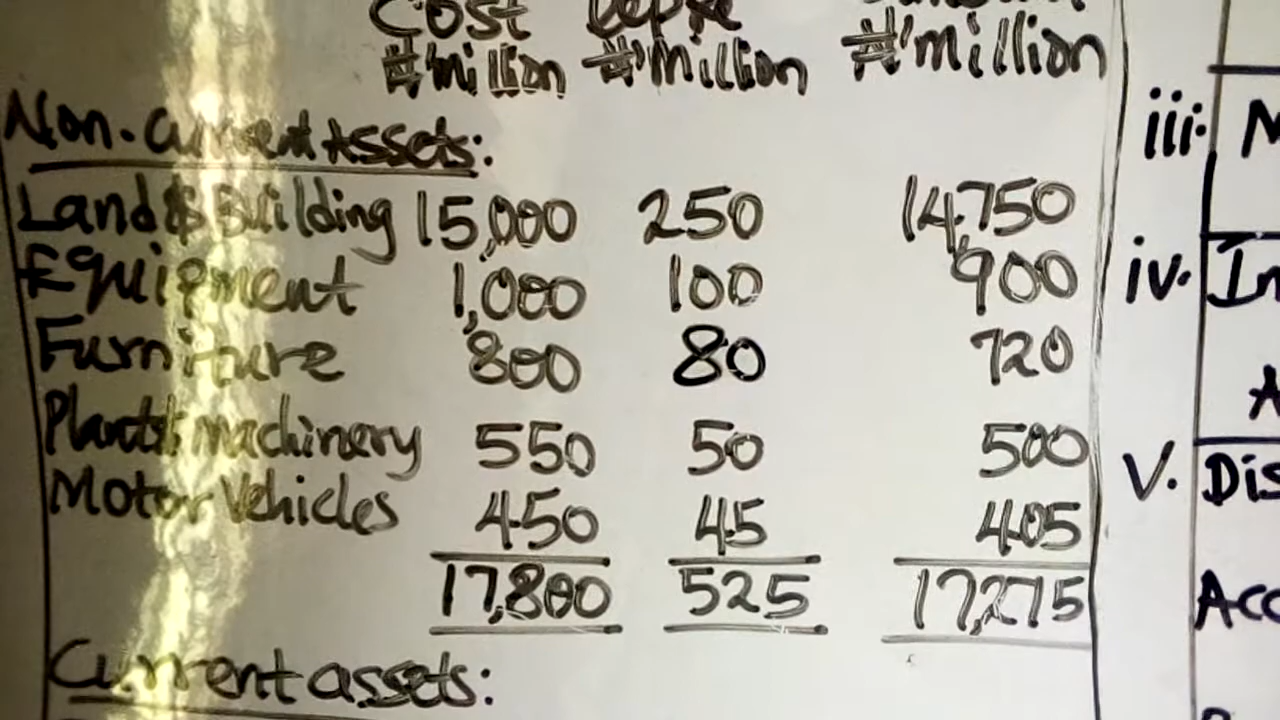 Cost Depre
#'million #'million #'million
Non-current Assets:
Land & Building 15,000 250 14,750
Equipment 1,000 100 900
Furniture 800 80 720
Plant & machinery 550 50 500
Motor Vehicles 450 45 405
17,800 525 17,275
Current assets:
iii.
iv.
v.